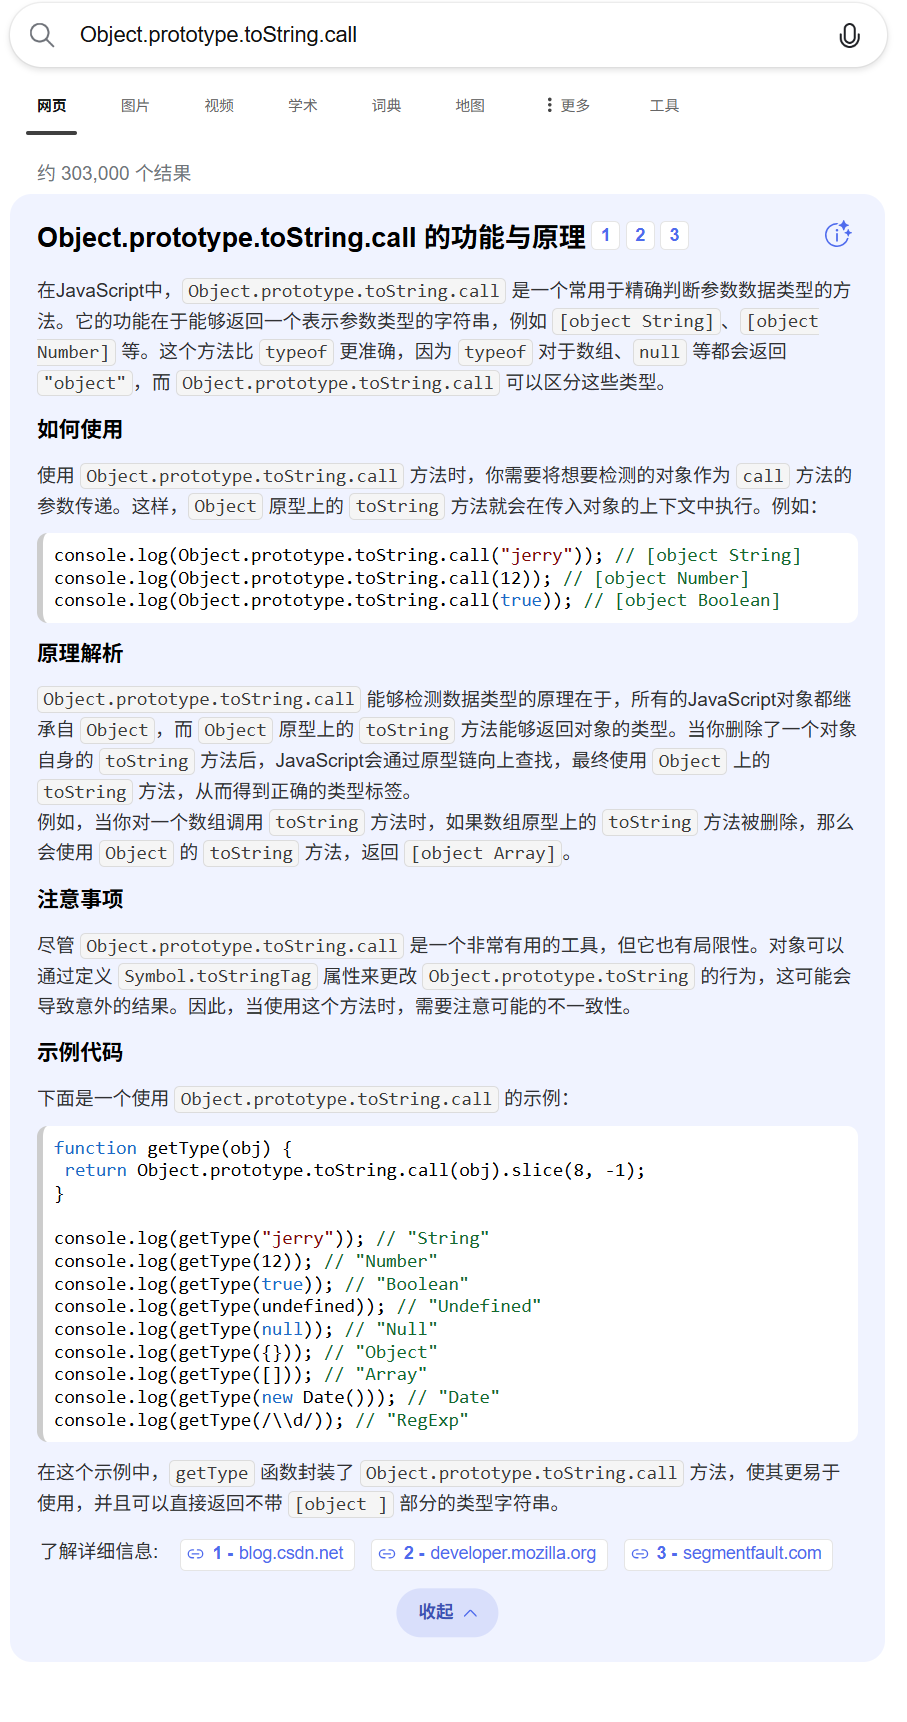 Object.prototype.toString.call
网页 图片 视频 学术 词典 地图 更多 工具
约 303,000 个结果
Object.prototype.toString.call 的功能与原理 1 2 3
在JavaScript中，Object.prototype.toString.call 是一个常用于精确判断参数数据类型的方
法。它的功能在于能够返回一个表示参数类型的字符串，例如 [object String]、[object
Number] 等。这个方法比 typeof 更准确，因为 typeof 对于数组、null 等都会返回
"object"，而 Object.prototype.toString.call 可以区分这些类型。
如何使用
使用 Object.prototype.toString.call 方法时，你需要将想要检测的对象作为 call 方法的
参数传递。这样，Object 原型上的 toString 方法就会在传入对象的上下文中执行。例如：
console.log(Object.prototype.toString.call("jerry")); // [object String]
console.log(Object.prototype.toString.call(12)); // [object Number]
console.log(Object.prototype.toString.call(true)); // [object Boolean]
原理解析
Object.prototype.toString.call 能够检测数据类型的原理在于，所有的JavaScript对象都继
承自 Object，而 Object 原型上的 toString 方法能够返回对象的类型。当你删除了一个对象
自身的 toString 方法后，JavaScript会通过原型链向上查找，最终使用 Object 上的
toString 方法，从而得到正确的类型标签。
例如，当你对一个数组调用 toString 方法时，如果数组原型上的 toString 方法被删除，那么
会使用 Object 的 toString 方法，返回 [object Array]。
注意事项
尽管 Object.prototype.toString.call 是一个非常有用的工具，但它也有局限性。对象可以
通过定义 Symbol.toStringTag 属性来更改 Object.prototype.toString 的行为，这可能会
导致意外的结果。因此，当使用这个方法时，需要注意可能的不一致性。
示例代码
下面是一个使用 Object.prototype.toString.call 的示例：
function getType(obj) {
return Object.prototype.toString.call(obj).slice(8, -1);
}
console.log(getType("jerry")); // "String"
console.log(getType(12)); // "Number"
console.log(getType(true)); // "Boolean"
console.log(getType(undefined)); // "Undefined"
console.log(getType(null)); // "Null"
console.log(getType({})); // "Object"
console.log(getType([])); // "Array"
console.log(getType(new Date())); // "Date"
console.log(getType(/\\d/)); // "RegExp"
在这个示例中，getType 函数封装了 Object.prototype.toString.call 方法，使其更易于
使用，并且可以直接返回不带 [object ] 部分的类型字符串。
了解详细信息: 1 - blog.csdn.net 2 - developer.mozilla.org 3 - segmentfault.com
收起